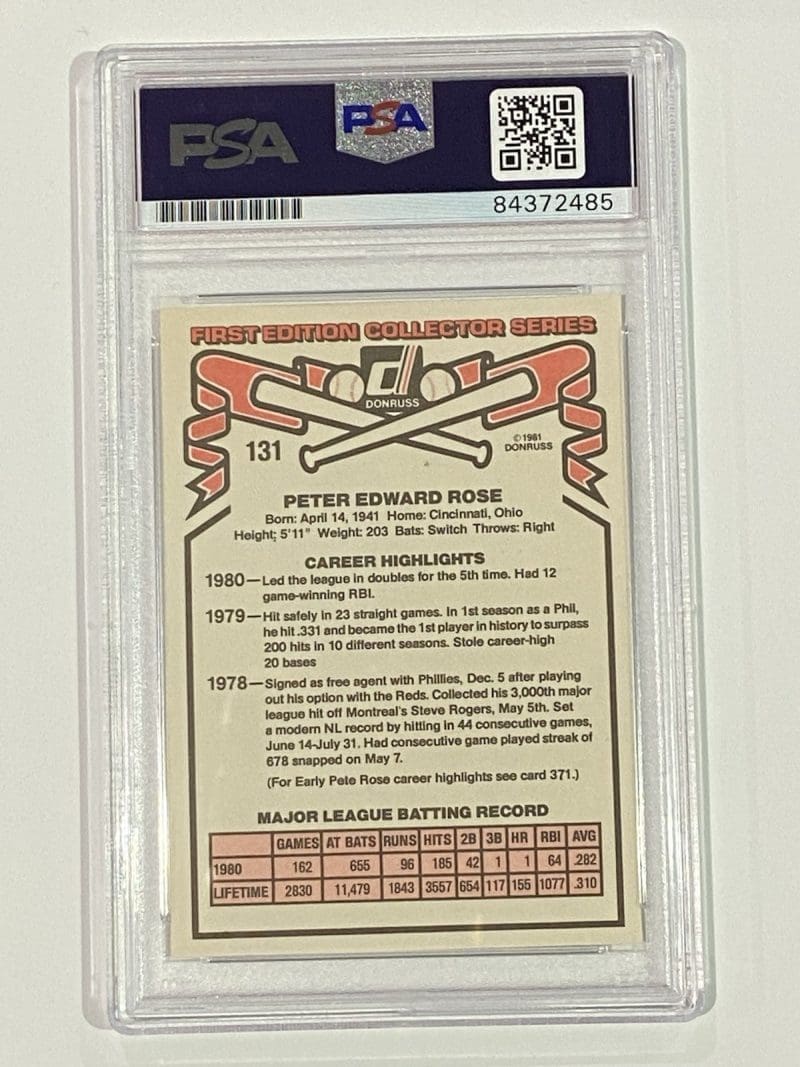 PSA
PSA
84372485
FIRST EDITION COLLECTOR SERIES
DONRUSS
131
©1981
DONRUSS
PETER EDWARD ROSE
Born: April 14, 1941 Home: Cincinnati, Ohio
Height; 5'11" Weight: 203 Bats: Switch Throws: Right
CAREER HIGHLIGHTS
1980—Led the league in doubles for the 5th time. Had 12
game-winning RBI.
1979—Hit safely in 23 straight games. In 1st season as a Phil,
he hit .331 and became the 1st player in history to surpass
200 hits in 10 different seasons. Stole career-high
20 bases
1978—Signed as free agent with Phillies, Dec. 5 after playing
out his option with the Reds. Collected his 3,000th major
league hit off Montreal's Steve Rogers, May 5th. Set
a modern NL record by hitting in 44 consecutive games,
June 14-July 31. Had consecutive game played streak of
678 snapped on May 7.
(For Early Pete Rose career highlights see card 371.)
MAJOR LEAGUE BATTING RECORD
GAMES AT BATS RUNS HITS 2B 3B HR RBI AVG
1980 162 655 96 185 42 1 1 64 .282
LIFETIME 2830 11,479 1843 3557 654 117 155 1077 .310